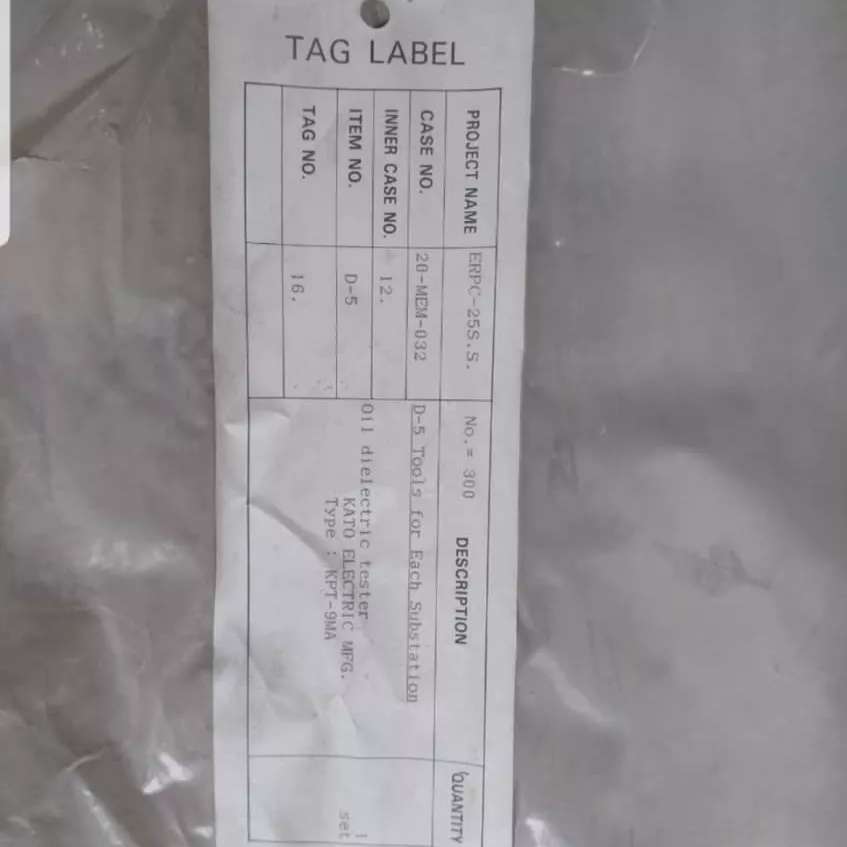 TAG LABEL
PROJECT NAME ERPC-25S.S. No.= 300
CASE NO. 20-MEM-032
INNER CASE NO. 12.
ITEM NO. D-5
TAG NO. 16.
DESCRIPTION
D-5 Tools for Each Substation
Oil dielectric tester
KATO ELECTRIC MFG.
Type : KPT-9MA
QUANTITY
1
set